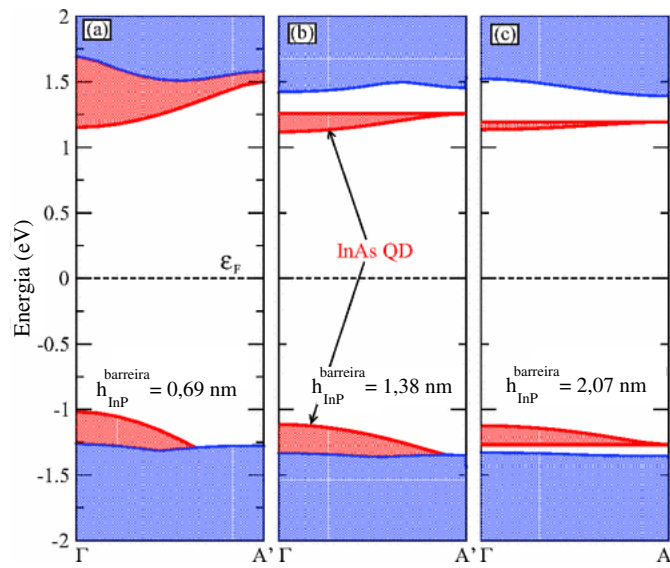 (a)
(b)
(c)
2
1.5
1
0.5
0
-0.5
-1
-1.5
-2
Energia (eV)
ε_F
InAs QD
h_InP^barreira = 0,69 nm
h_InP^barreira = 1,38 nm
h_InP^barreira = 2,07 nm
Γ
A'
Γ
A'
Γ
A